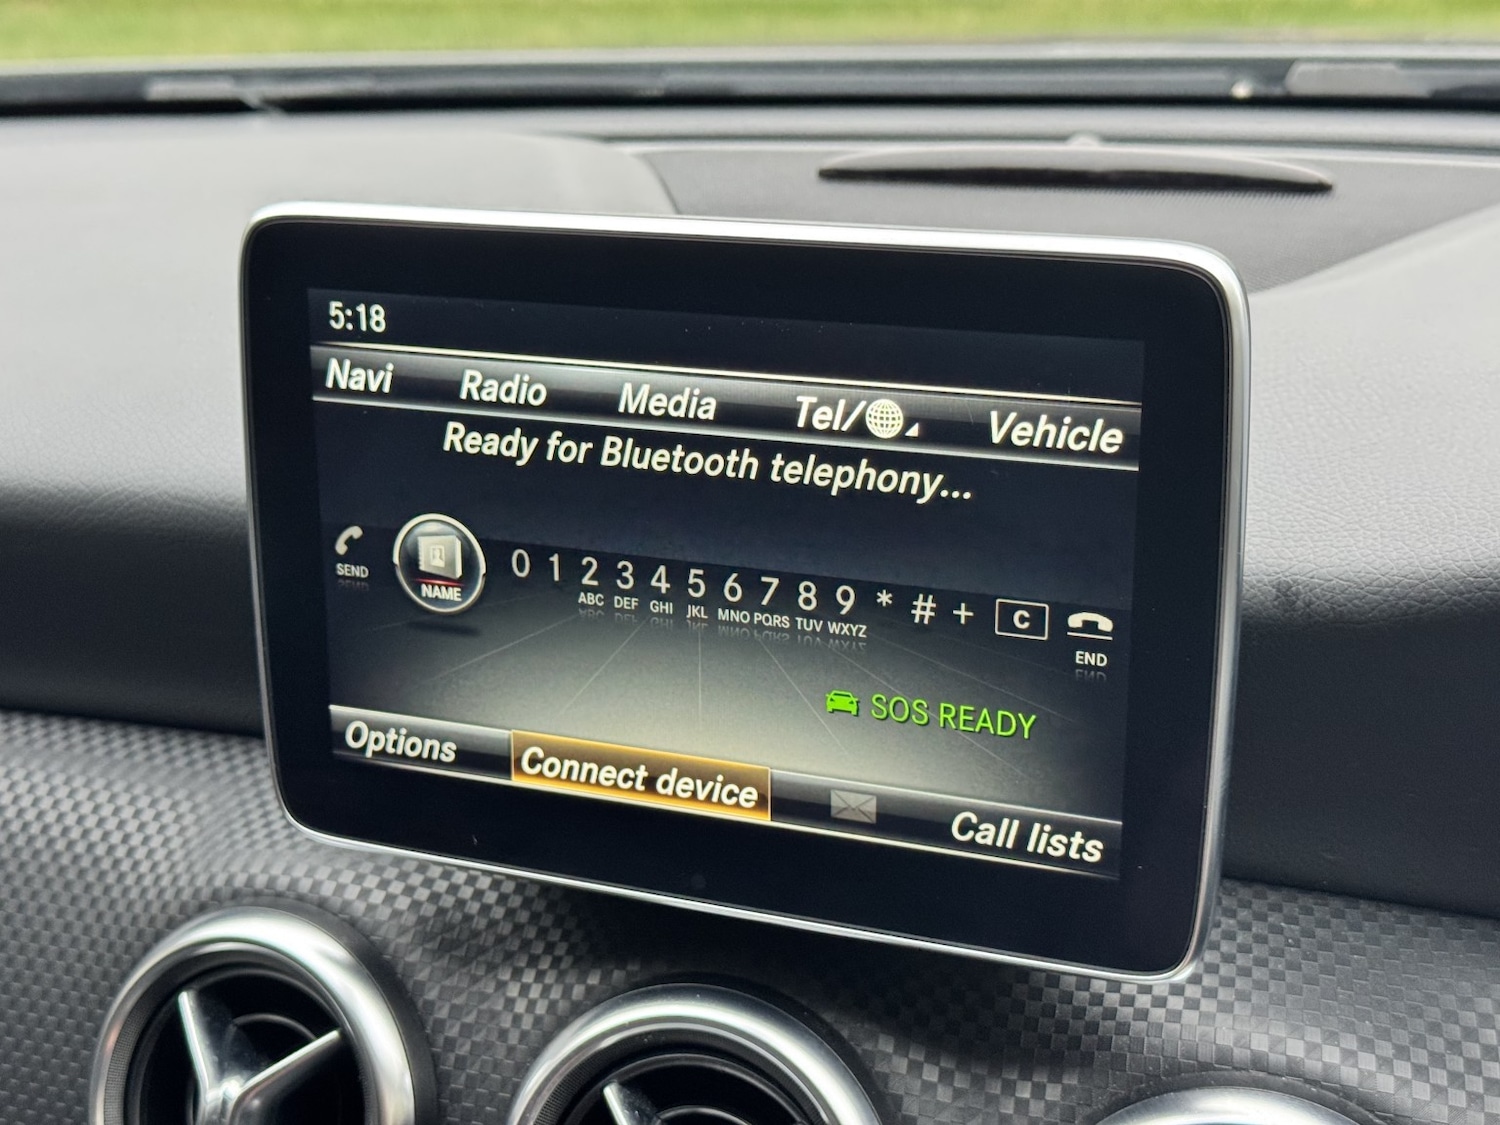 5:18
Navi Radio Media Tel/ Vehicle
Ready for Bluetooth telephony...
SEND NAME 0 1 2 3 4 5 6 7 8 9 * # + C END
ABC DEF GHI JKL MNO PQRS TUV WXYZ
SOS READY
Options Connect device Call lists